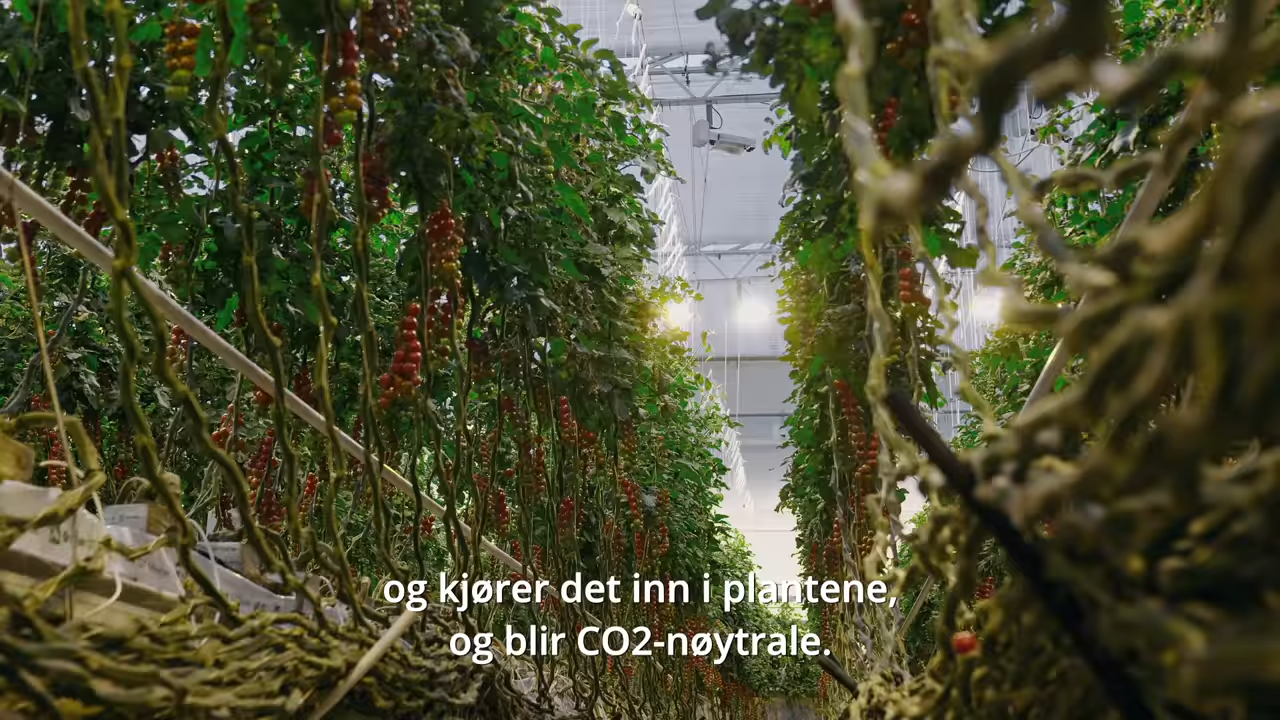 og kjører det inn i plantene,
og blir CO2-nøytrale.